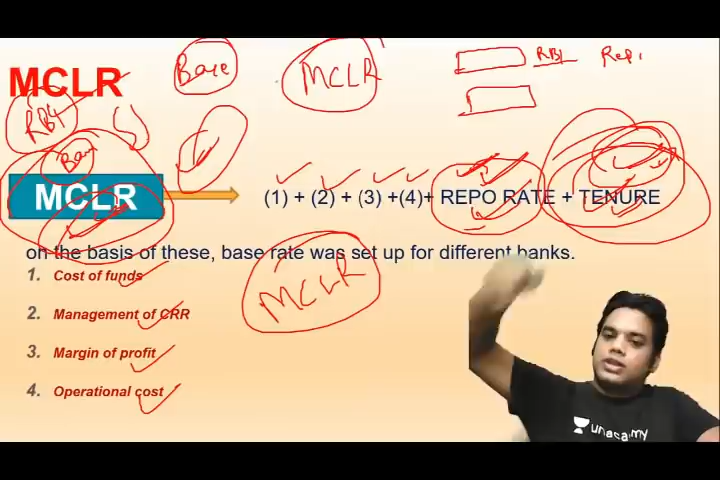 MCLR
Base
MCLR
RBI
Repo
RBI
Base
MCLR
(1) + (2) + (3) +(4)+ REPO RATE + TENURE
on the basis of these, base rate was set up for different banks.
1. Cost of funds
MCLR
2. Management of CRR
3. Margin of profit
4. Operational cost
unacademy